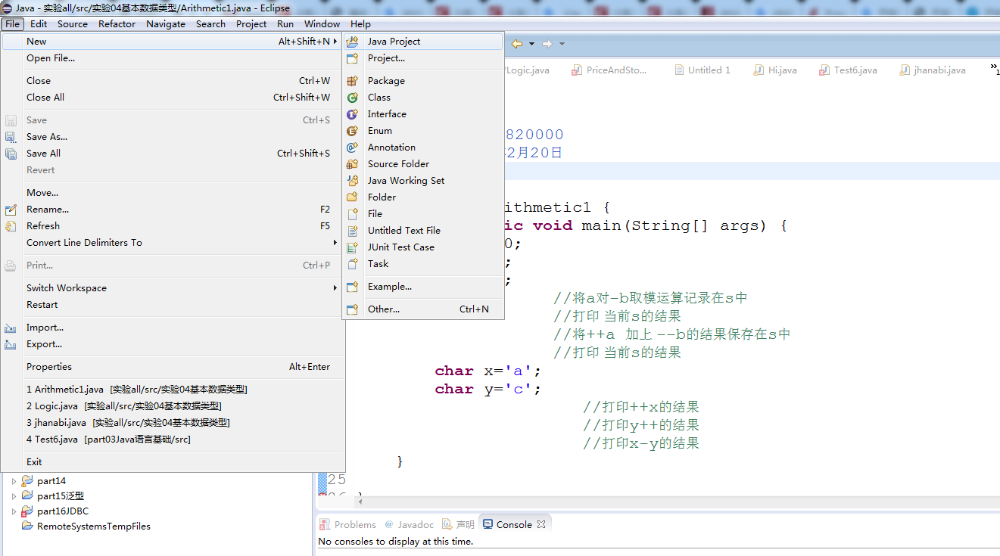 Java - 实验all/src/实验04基本数据类型/Arithmetic1.java - Eclipse
File Edit Source Refactor Navigate Search Project Run Window Help
New Alt+Shift+N
Open File...
Close Ctrl+W
Close All Ctrl+Shift+W
Save Ctrl+S
Save As...
Save All Ctrl+Shift+S
Revert
Move...
Rename... F2
Refresh F5
Convert Line Delimiters To
Print... Ctrl+P
Switch Workspace
Restart
Import...
Export...
Properties Alt+Enter
1 Arithmetic1.java [实验all/src/实验04基本数据类型]
2 Logic.java [实验all/src/实验04基本数据类型]
3 jhanabi.java [实验all/src/实验04基本数据类型]
4 Test6.java [part03Java语言基础/src]
Exit
Java Project
Project...
Package
Class
Interface
Enum
Annotation
Source Folder
Java Working Set
Folder
File
Untitled Text File
JUnit Test Case
Task
Example...
Other... Ctrl+N
*Logic.java PriceAndSto... Untitled 1 Hi.java Test6.java jhanabi.java »1
820000
2月20日
ithmetic1 {
ic void main(String[] args) {
0;
;
;
//将a对-b取模运算记录在s中
//打印 当前s的结果
//将++a 加上 --b的结果保存在s中
//打印 当前s的结果
char x='a';
char y='c';
//打印++x的结果
//打印y++的结果
//打印x-y的结果
}
25
part14
part15泛型
part16JDBC
RemoteSystemsTempFiles
Problems @ Javadoc 声明 Console
No consoles to display at this time.